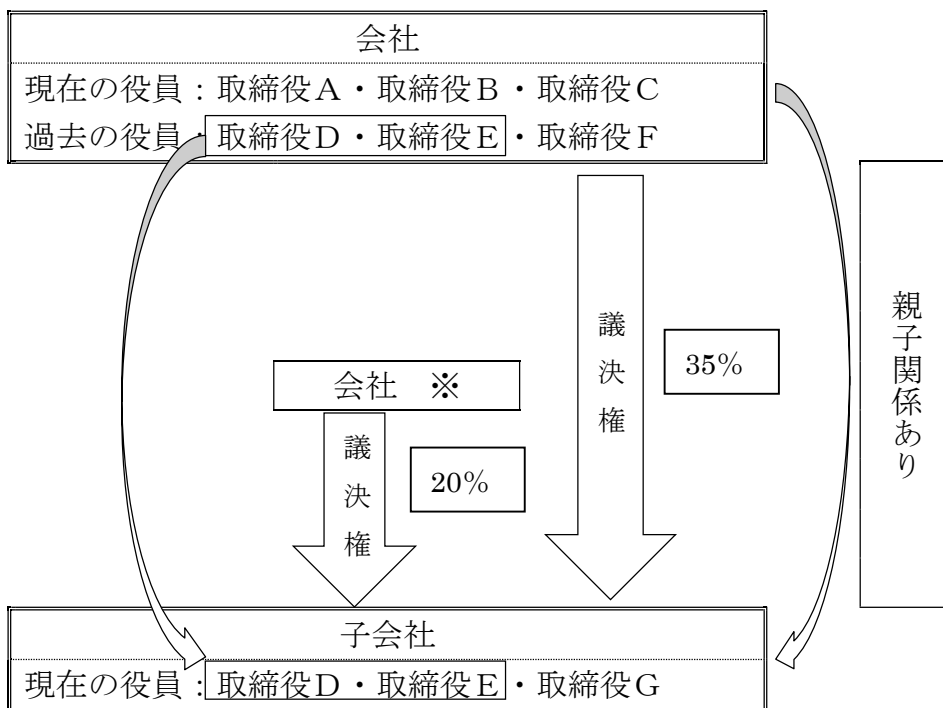 会社
現在の役員：取締役Ａ・取締役Ｂ・取締役Ｃ
過去の役員：取締役Ｄ・取締役Ｅ・取締役Ｆ
親子関係あり
議決権
35%
会社　※
議決権
20%
子会社
現在の役員：取締役Ｄ・取締役Ｅ・取締役Ｇ